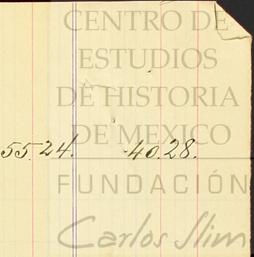 CENTRO DE
ESTUDIOS
DE HISTORIA
DE MEXICO
55.24. 40.28.
FUNDACIÓN
Carlos Slim